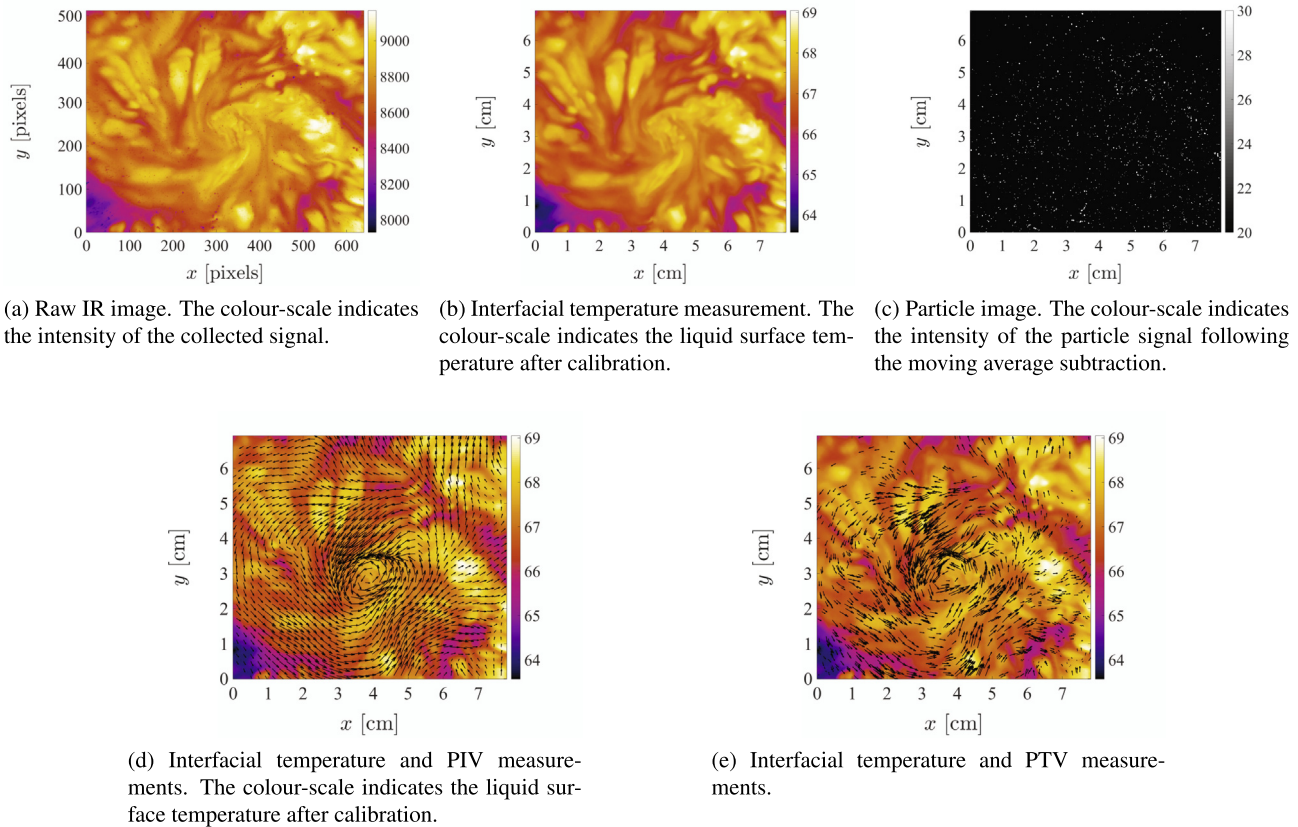 500
400
300
200
100
0
y [pixels]
0 100 200 300 400 500 600
x [pixels]
9000
8800
8600
8400
8200
8000
(a) Raw IR image. The colour-scale indicates
the intensity of the collected signal.
6
5
4
3
2
1
0
y [cm]
0 1 2 3 4 5 6 7
x [cm]
69
68
67
66
65
64
(b) Interfacial temperature measurement. The
colour-scale indicates the liquid surface tem-
perature after calibration.
6
5
4
3
2
1
0
y [cm]
0 1 2 3 4 5 6 7
x [cm]
30
28
26
24
22
20
(c) Particle image. The colour-scale indicates
the intensity of the particle signal following
the moving average subtraction.
6
5
4
3
2
1
0
y [cm]
0 1 2 3 4 5 6 7
x [cm]
69
68
67
66
65
64
(d) Interfacial temperature and PIV measure-
ments. The colour-scale indicates the liquid sur-
face temperature after calibration.
6
5
4
3
2
1
0
y [cm]
0 1 2 3 4 5 6 7
x [cm]
69
68
67
66
65
64
(e) Interfacial temperature and PTV measure-
ments.